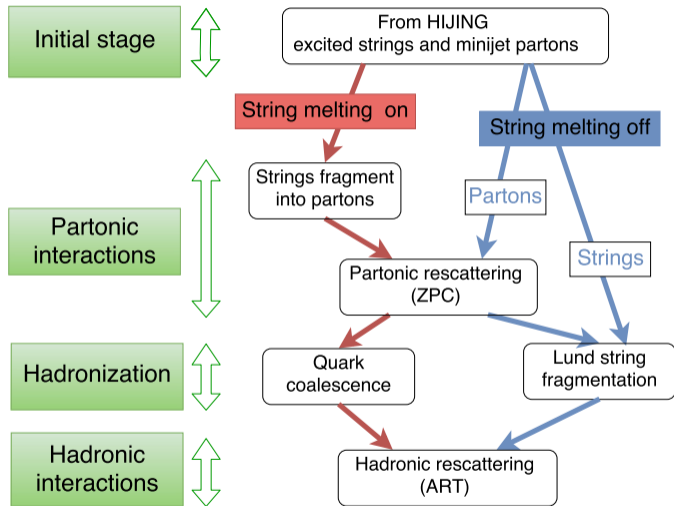 Initial stage
From HIJING
excited strings and minijet partons
String melting on
String melting off
Strings fragment
into partons
Partons
Partonic
interactions
Strings
Partonic rescattering
(ZPC)
Hadronization
Quark
coalescence
Lund string
fragmentation
Hadronic
interactions
Hadronic rescattering
(ART)